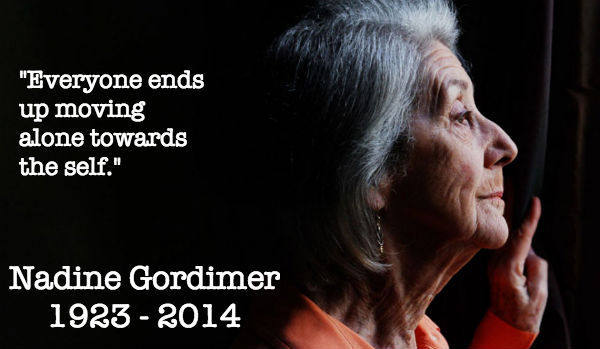 "Everyone ends
up moving
alone towards
the self."
Nadine Gordimer
1923 - 2014